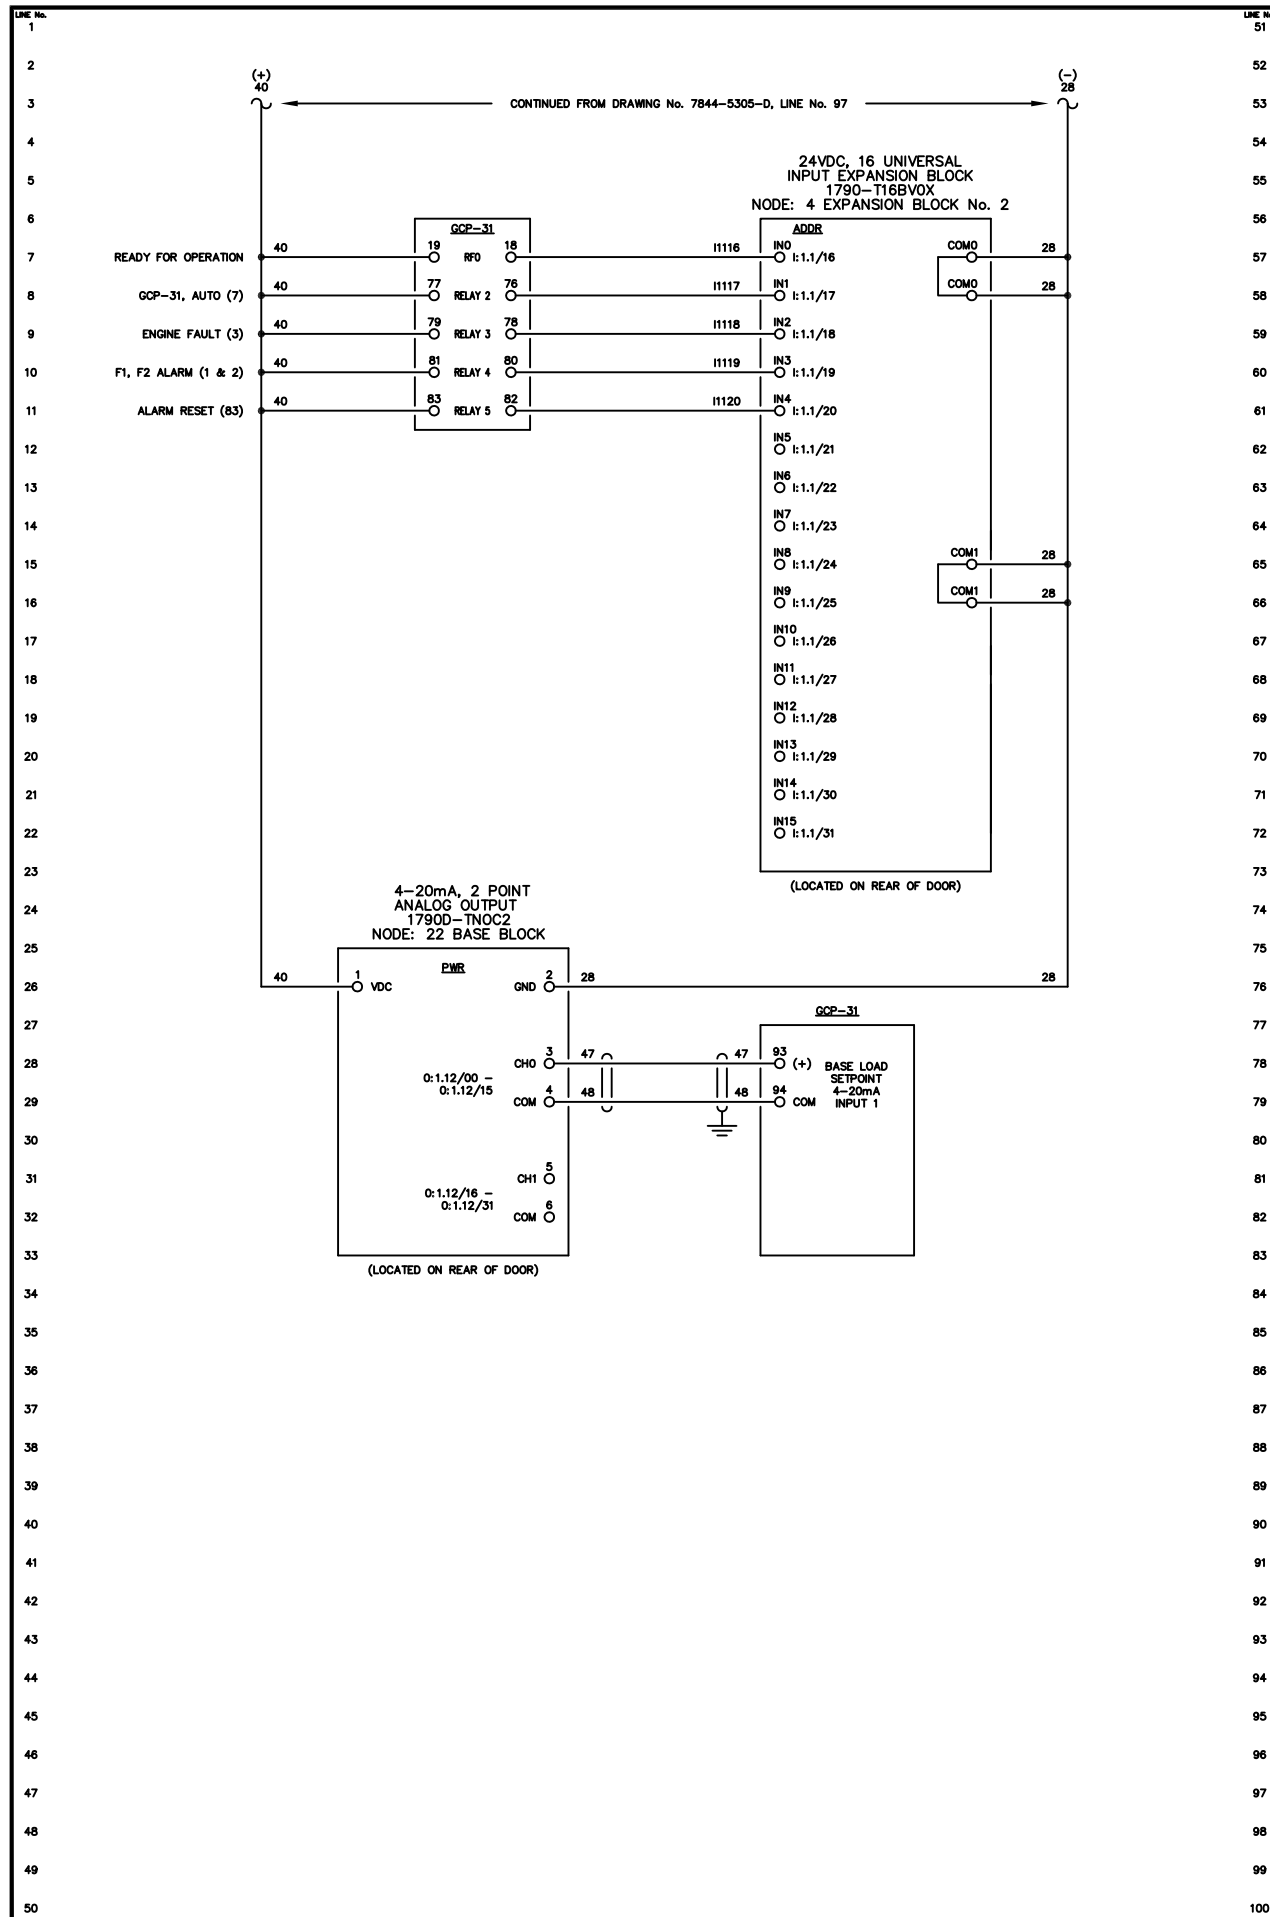 LINE No.
LINE N
1
51
2
52
(+)
40
(-)
28
3
CONTINUED FROM DRAWING No. 7844-5305-D, LINE No. 97
53
4
54
24VDC, 16 UNIVERSAL
INPUT EXPANSION BLOCK
1790-T16BV0X
NODE: 4 EXPANSION BLOCK No. 2
5
55
6
56
GCP-31
ADDR
7
READY FOR OPERATION
40
19
RFO
18
I1116
IN0
I:1.1/16
COM0
28
57
8
GCP-31, AUTO (7)
40
77
RELAY 2
76
I1117
IN1
I:1.1/17
COM0
28
58
9
ENGINE FAULT (3)
40
79
RELAY 3
78
I1118
IN2
I:1.1/18
59
10
F1, F2 ALARM (1 & 2)
40
81
RELAY 4
80
I1119
IN3
I:1.1/19
60
11
ALARM RESET (83)
40
83
RELAY 5
82
I1120
IN4
I:1.1/20
61
12
IN5
I:1.1/21
62
13
IN6
I:1.1/22
63
14
IN7
I:1.1/23
64
15
IN8
I:1.1/24
COM1
28
65
16
IN9
I:1.1/25
COM1
28
66
17
IN10
I:1.1/26
67
18
IN11
I:1.1/27
68
19
IN12
I:1.1/28
69
20
IN13
I:1.1/29
70
21
IN14
I:1.1/30
71
22
IN15
I:1.1/31
72
23
73
(LOCATED ON REAR OF DOOR)
4-20mA, 2 POINT
ANALOG OUTPUT
1790D-TN0C2
NODE: 22 BASE BLOCK
24
74
25
75
PWR
26
40
1
VDC
GND
2
28
28
76
GCP-31
27
77
28
CH0
3
47
47
93
(+)
BASE LOAD
SETPOINT
4-20mA
INPUT 1
78
0:1.12/00 -
0:1.12/15
29
COM
4
48
48
94
COM
79
30
80
31
CH1
5
81
0:1.12/16 -
0:1.12/31
32
COM
6
82
33
83
(LOCATED ON REAR OF DOOR)
34
84
35
85
36
86
37
87
38
88
39
89
40
90
41
91
42
92
43
93
44
94
45
95
46
96
47
97
48
98
49
99
50
100